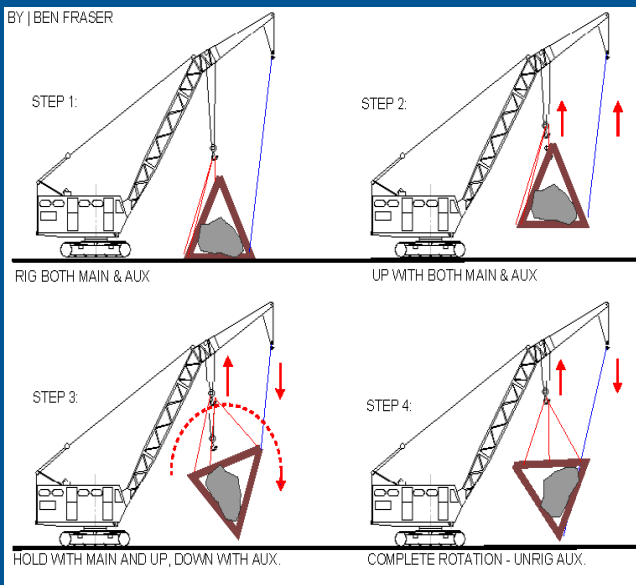 BY | BEN FRASER
STEP 1:
RIG BOTH MAIN & AUX
STEP 2:
UP WITH BOTH MAIN & AUX
STEP 3:
HOLD WITH MAIN AND UP, DOWN WITH AUX.
STEP 4:
COMPLETE ROTATION - UNRIG AUX.